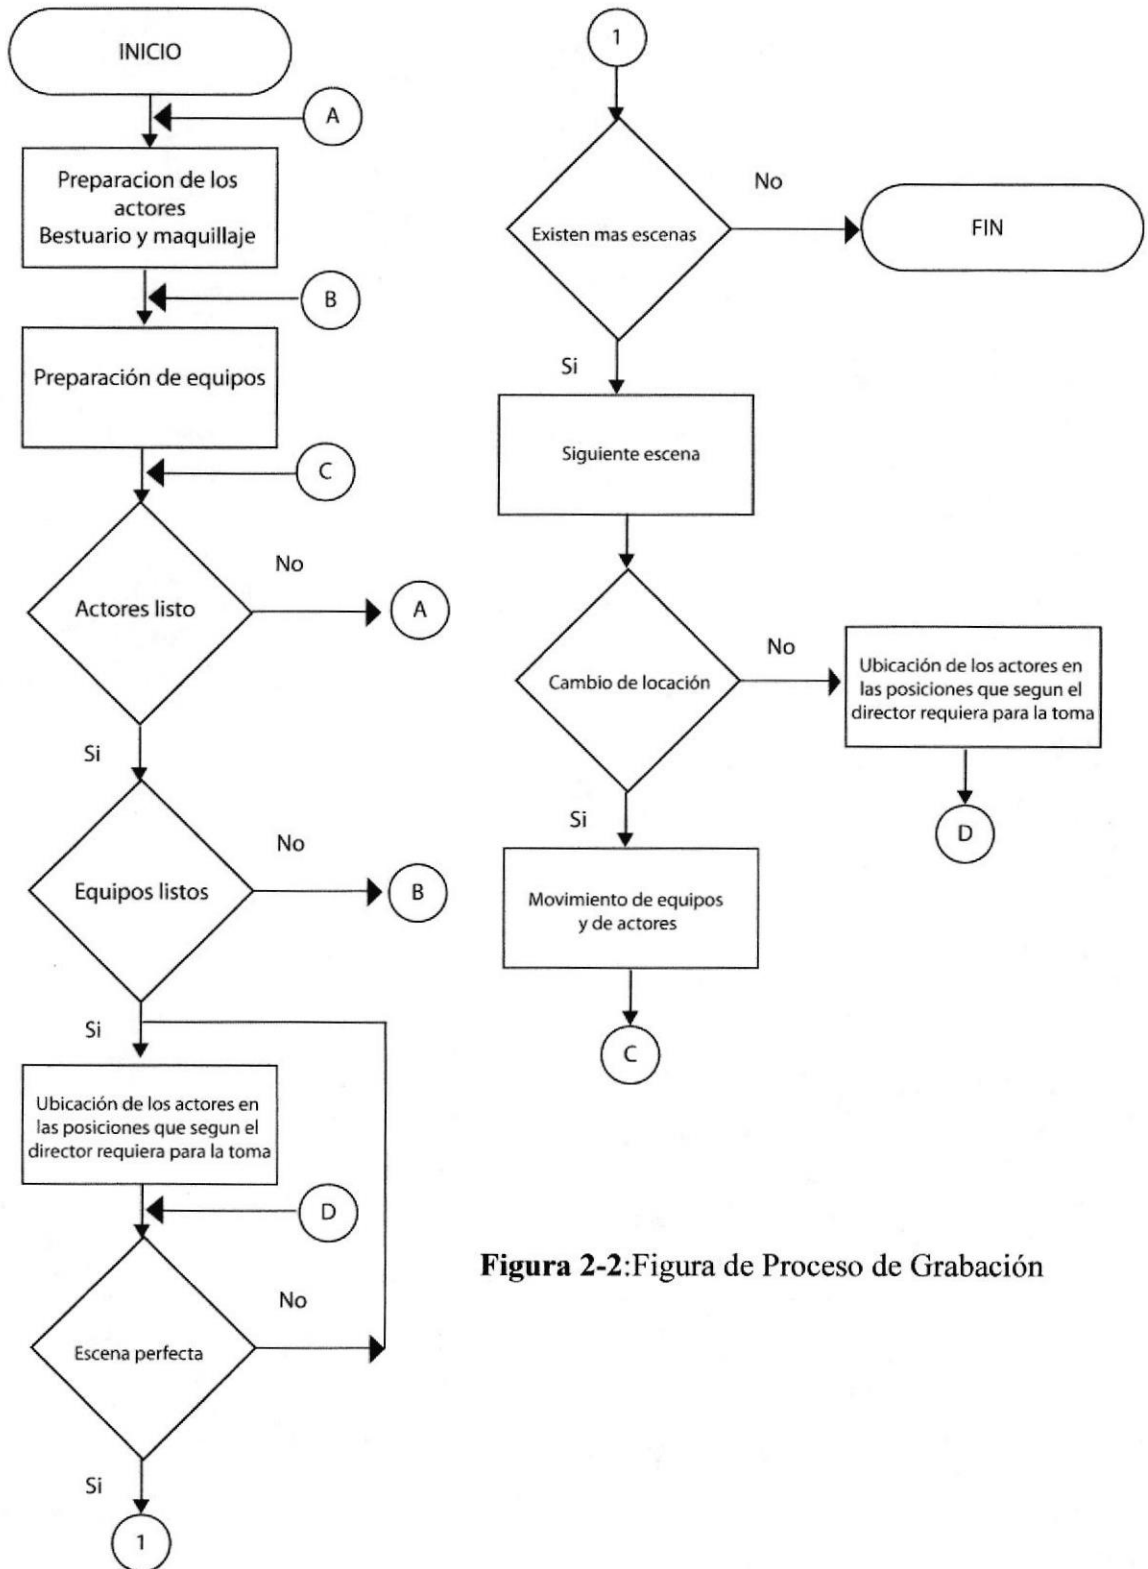 INICIO
A
Preparacion de los
actores
Bestuario y maquillaje
B
Preparación de equipos
C
No
Actores listo
A
Si
No
Equipos listos
B
Si
Ubicación de los actores en
las posiciones que segun el
director requiera para la toma
D
No
Escena perfecta
Si
1
1
No
Existen mas escenas
FIN
Si
Siguiente escena
No
Cambio de locación
Ubicación de los actores en
las posiciones que segun el
director requiera para la toma
D
Si
Movimiento de equipos
y de actores
C
Figura 2-2:Figura de Proceso de Grabación